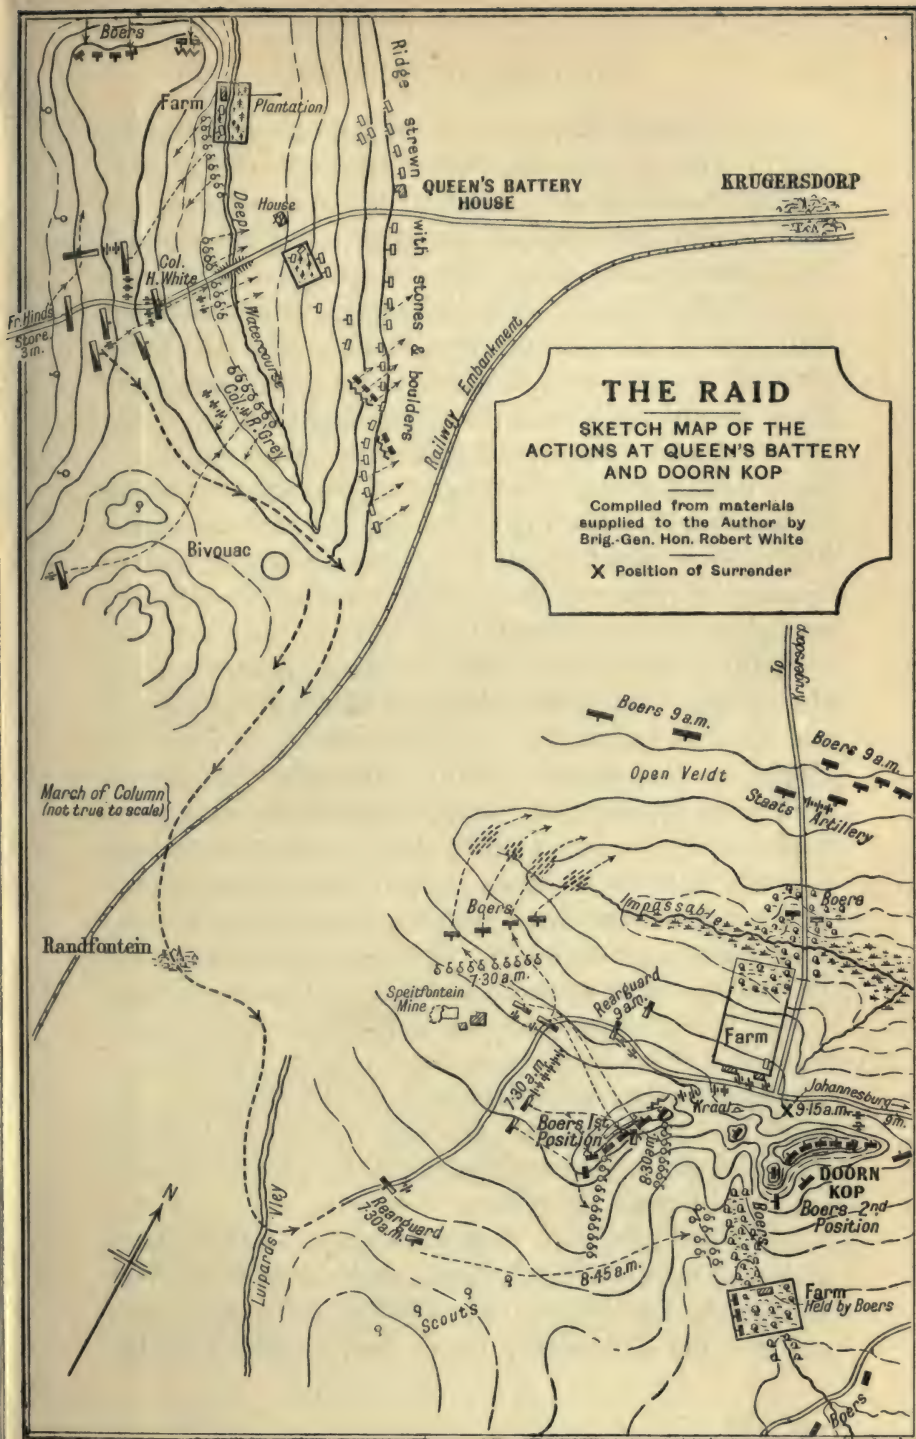 Boers
Farm
Plantation
Ridge strewn with stones & boulders
QUEEN'S BATTERY
HOUSE
KRUGERSDORP
House
Deep Watercourse
Col.
H. White
Fr. Hinds
Store
3 m.
Col. R. Grey
Railway Embankment
Bivouac
THE RAID
SKETCH MAP OF THE
ACTIONS AT QUEEN'S BATTERY
AND DOORN KOP
Compiled from materials
supplied to the Author by
Brig.-Gen. Hon. Robert White
X Position of Surrender
To
Krugersdorp
Boers 9 a.m.
Boers 9 a.m.
Open Veldt
Staats
Artillery
March of Column
(not true to scale)
Impassable
Boers
Boers
Randfontein
7·30 a.m.
Speitfontein
Mine
Rearguard
9 a.m.
Farm
7·30 a.m.
Johannesburg
9 m.
Kraal
X 9·15 a.m.
Boers 1st
Position
8·30 a.m.
DOORN
KOP
Boers 2nd
Position
N
Luipards Vley
Rearguard
7·30 a.m.
Boers
8·45 a.m.
Scouts
Farm
Held by Boers
Boers